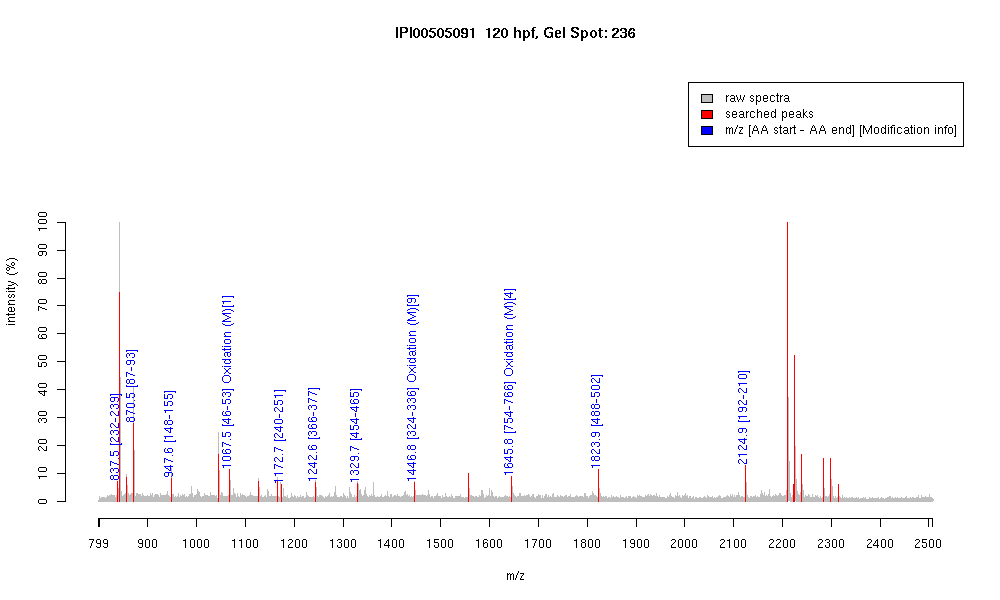 IPI00505091 120 hpf, Gel Spot: 236
raw spectra
searched peaks
m/z [AA start - AA end] [Modification info]
intensity (%)
100
90
80
70
60
50
40
30
20
10
0
837.5 [232-239]
870.5 [87-93]
947.6 [148-155]
1067.5 [46-53] Oxidation (M)[1]
1172.7 [240-251]
1242.6 [366-377]
1329.7 [454-465]
1446.8 [324-336] Oxidation (M)[9]
1645.8 [754-766] Oxidation (M)[4]
1823.9 [488-502]
2124.9 [192-210]
799 900 1000 1100 1200 1300 1400 1500 1600 1700 1800 1900 2000 2100 2200 2300 2400 2500
m/z